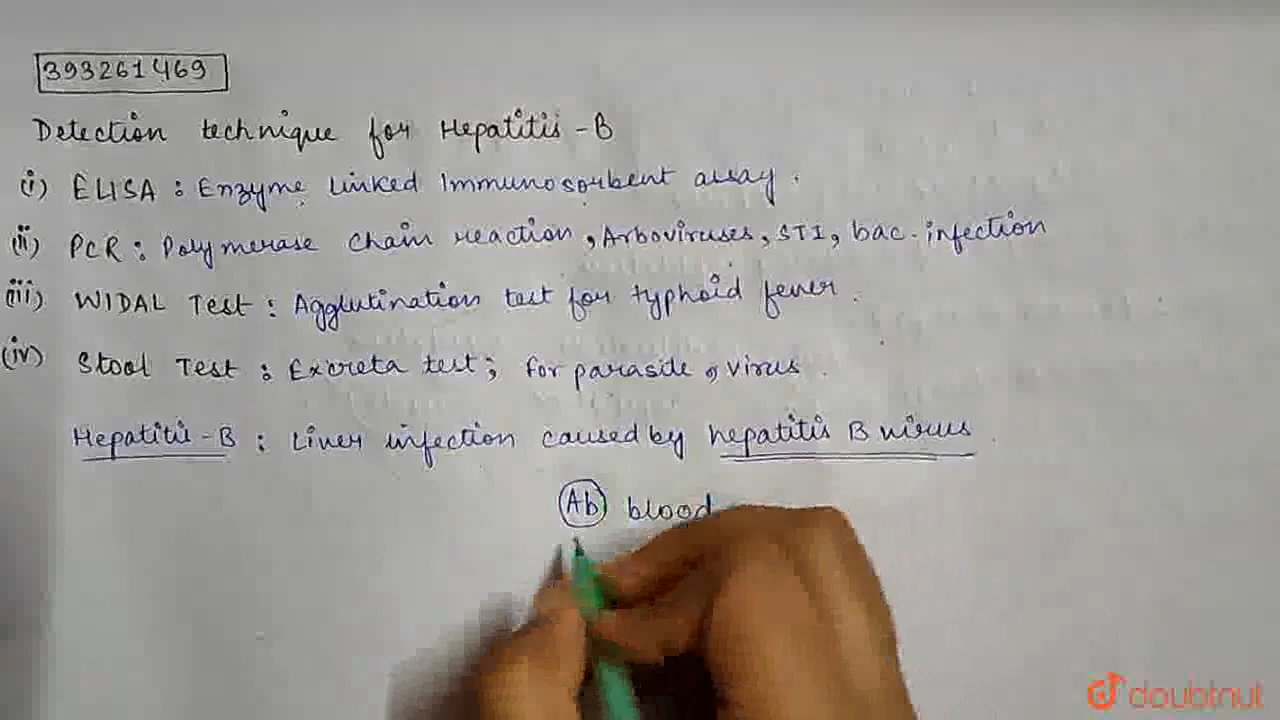 393261469
Detection technique for Hepatitis - B
(i) ELISA : Enzyme Linked Immunosorbent assay .
(ii) PCR : Polymerase Chain reaction , Arboviruses, STI, bac. infection
(iii) WIDAL Test : Agglutination test for typhoid fever .
(iv) Stool Test : Excreta test; for parasite , virus .
Hepatitis - B : Liver infection caused by hepatitis B virus .
Ab blood
doubtnut